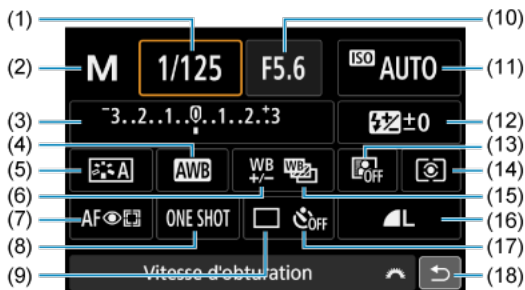 (1) (10)
(2) M 1/125 F5.6 ISO AUTO (11)
(3) -3..2..1..0..1..2..+3 ±0 (12)
(4) (13)
(5) A AWB WB +/- WB OFF (14)
(6) (15)
(7) AF ONE SHOT OFF L (16)
(8) (17)
(9) Vitesse d'obturation (18)